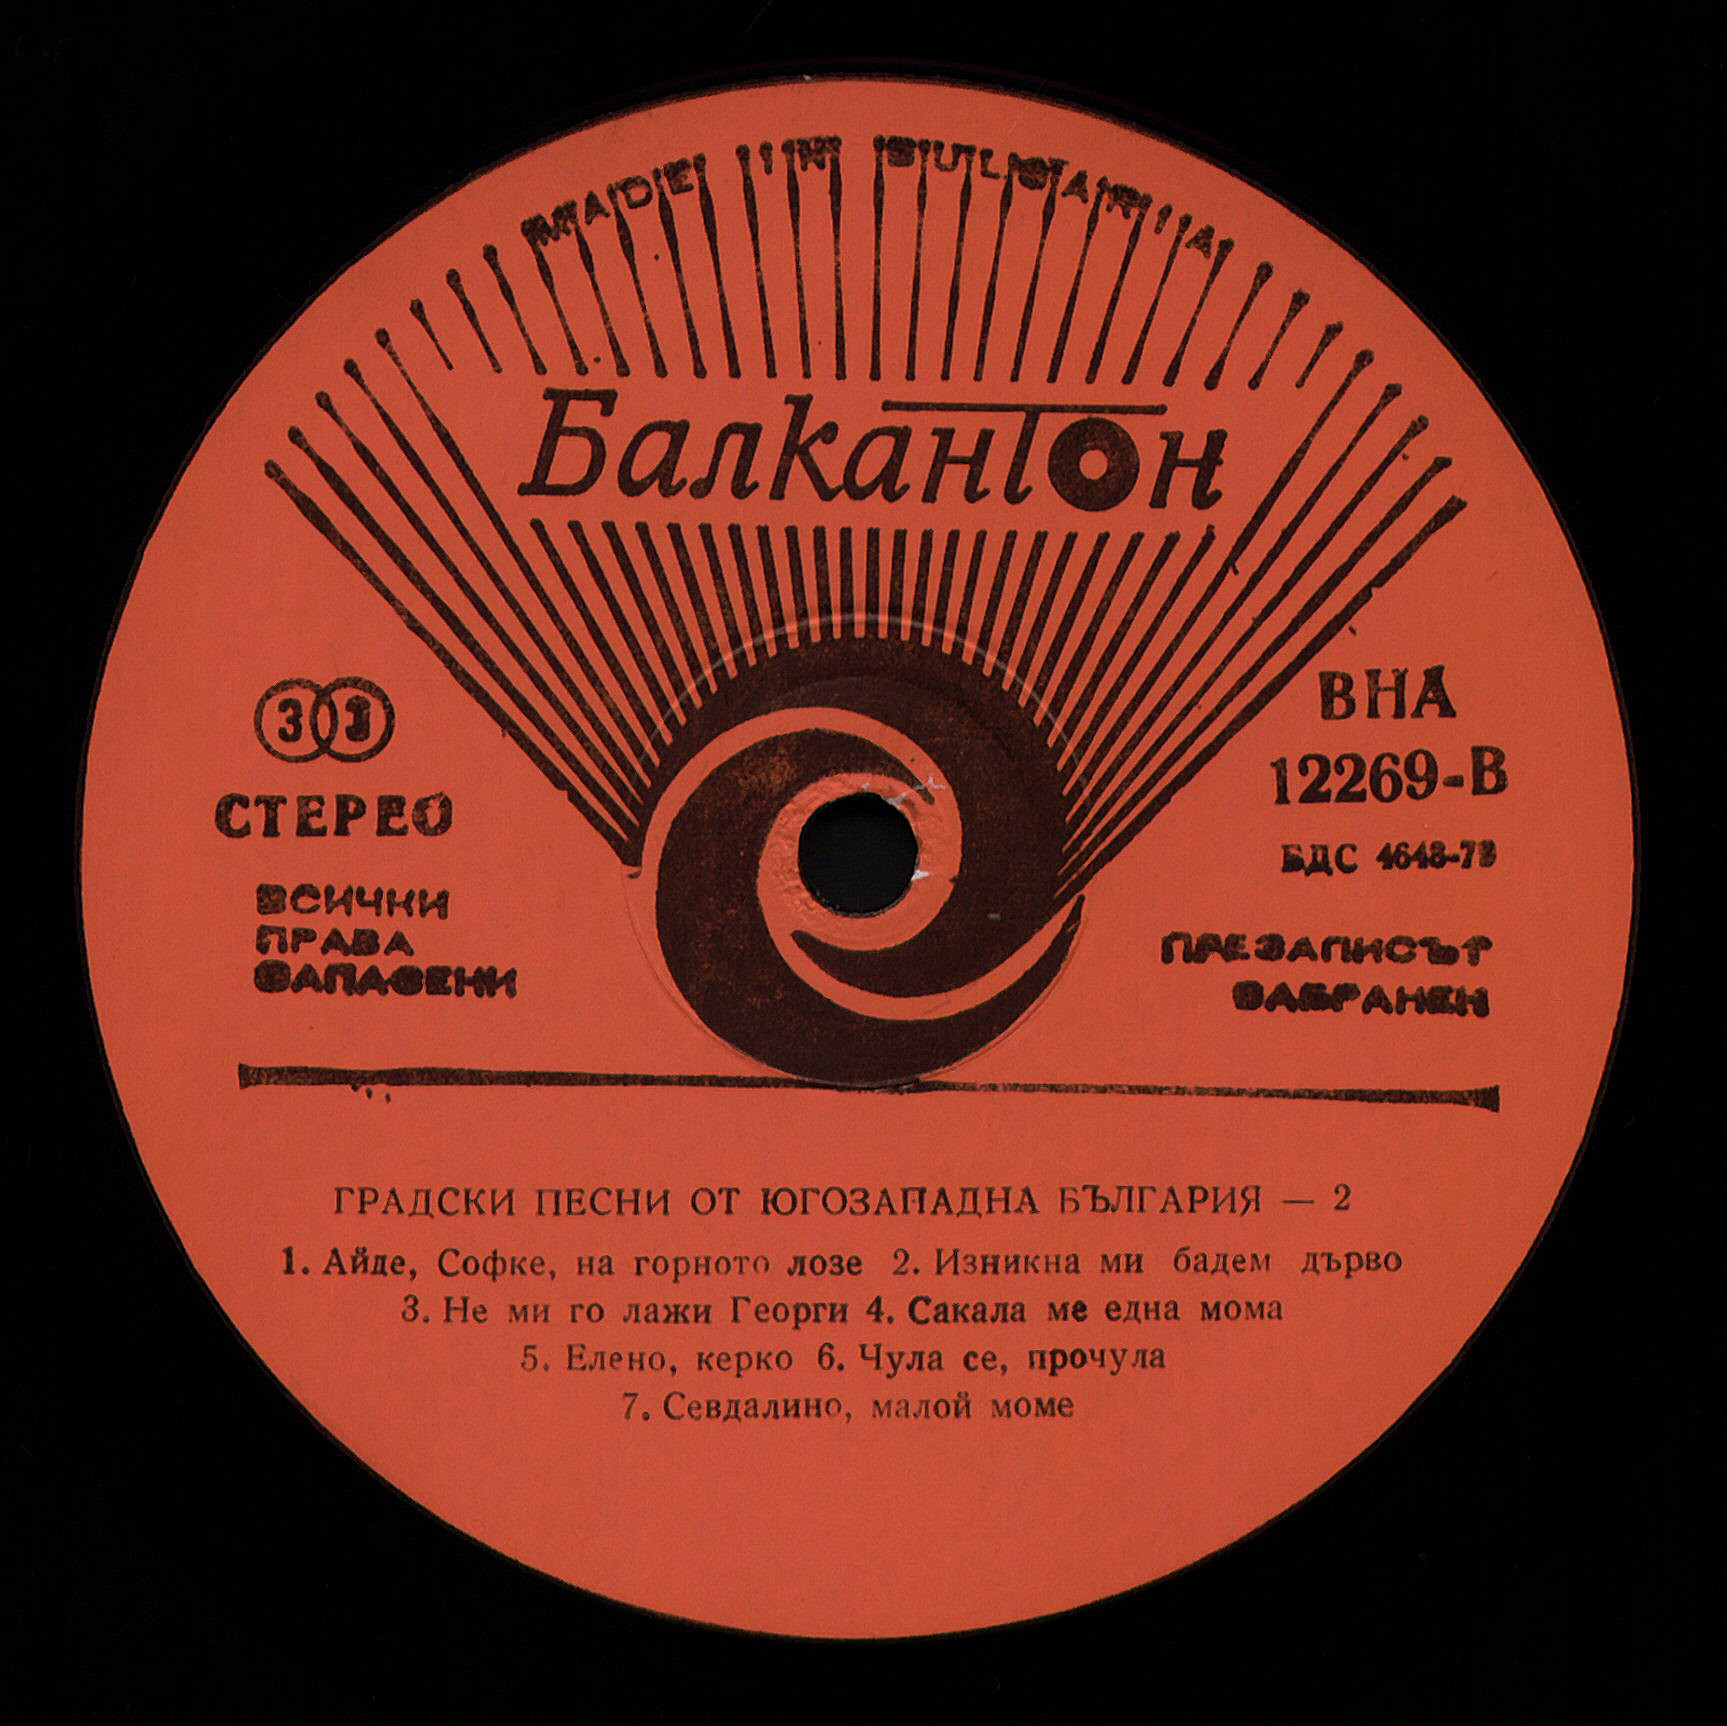 MADE IN BULGARIA
Балкантон
33
СТЕРЕО
ВСИЧКИ
ПРАВА
ЗАПАЗЕНИ
ВНА
12269-В
БДС
ПРЕЗАПИСЪТ
ЗАБРАНЕН
ГРАДСКИ ПЕСНИ ОТ ЮГОЗАПАДНА БЪЛГАРИЯ — 2
1. Айде, Софке, на горното лозе 2. Изникна ми бадем дърво
3. Не ми го лажи Георги 4. Сакала ме една мома
5. Елено, керко 6. Чула се, прочула
7. Севдалино, малой моме